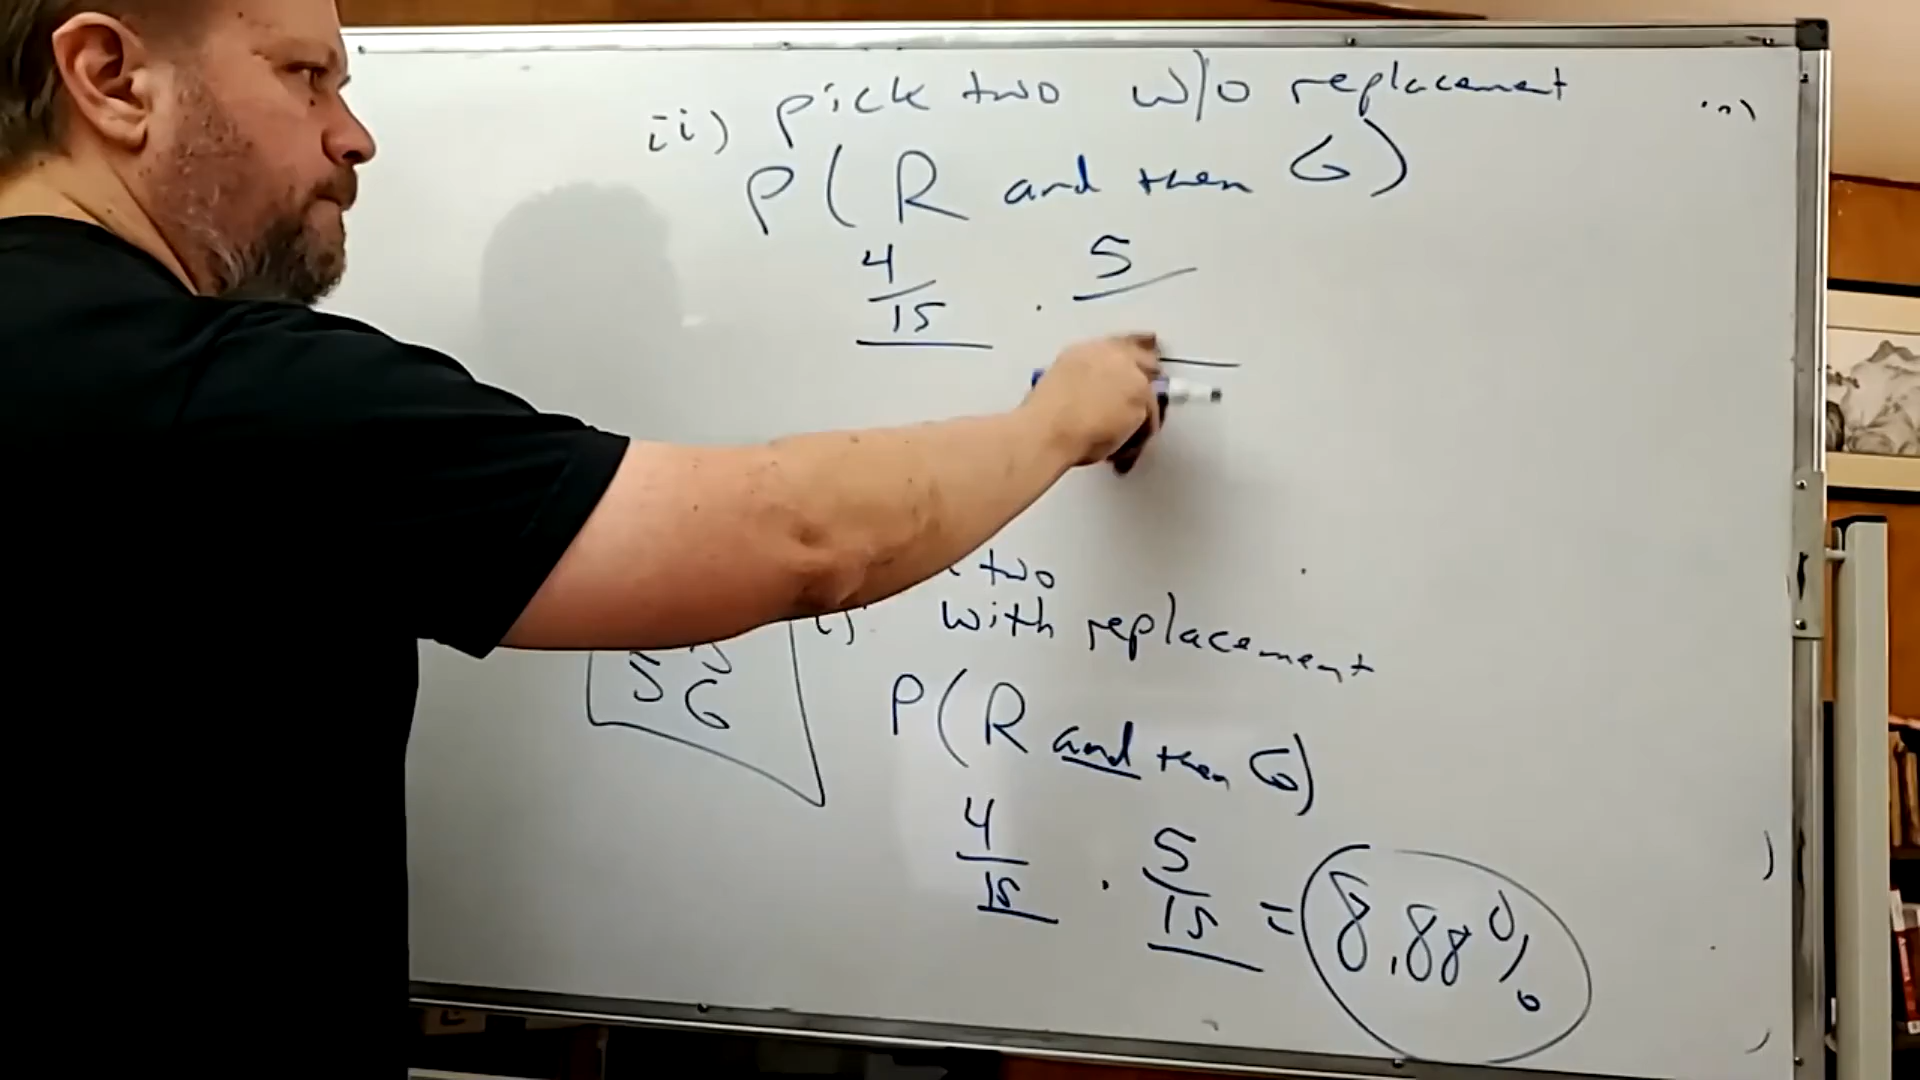 ii) pick two w/o replacement
P(R and then G)
4/15 · 5
two
i) with replacement
5 G
P(R and then G)
4/15 · 5/15 = 8.88%